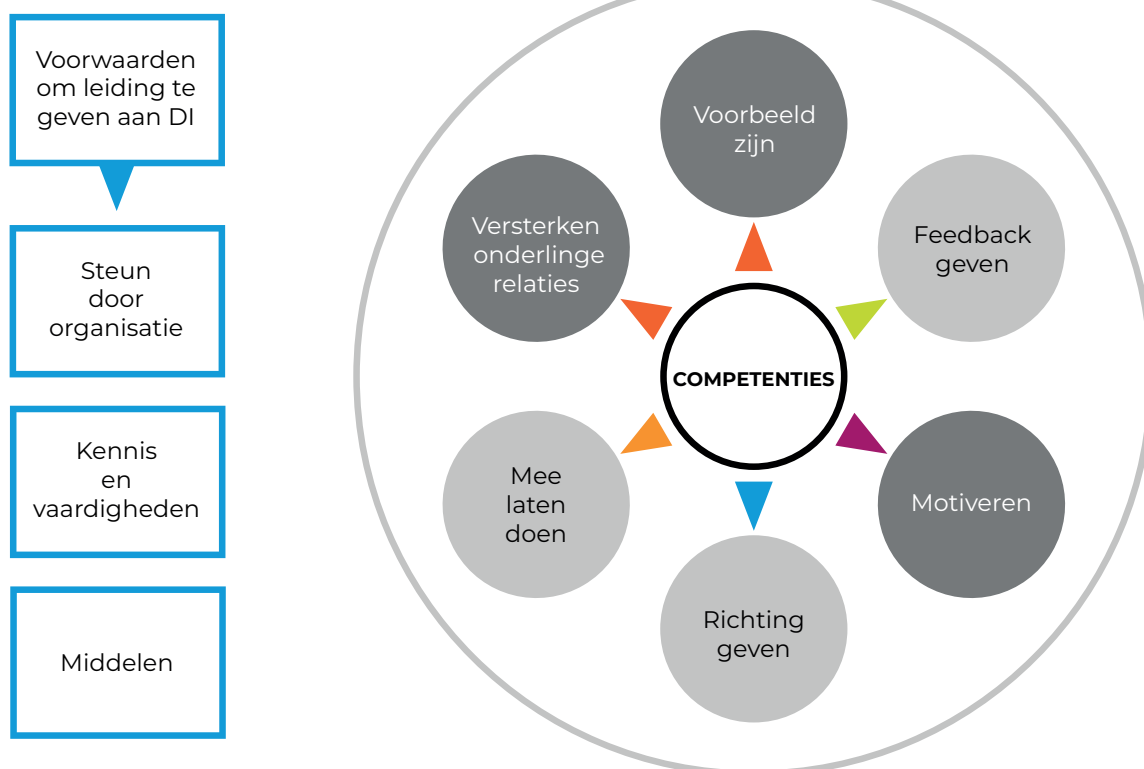 Voorwaarden
om leiding te
geven aan DI
Steun
door
organisatie
Kennis
en
vaardigheden
Middelen
Voorbeeld
zijn
Feedback
geven
Motiveren
Richting
geven
Mee
laten
doen
Versterken
onderlinge
relaties
COMPETENTIES